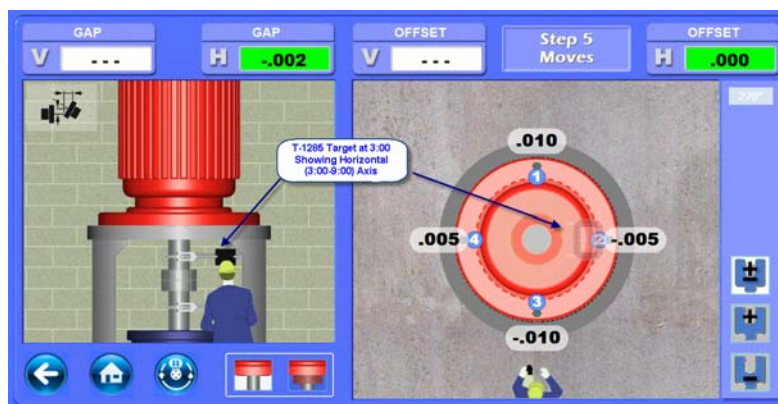 GAP
V
- - -
GAP
H
-.002
OFFSET
V
- - -
Step 5
Moves
OFFSET
H
.000
270°
T-1285 Target at 3:00
Showing Horizontal
(3:00-9:00) Axis
.010
1
.005
4
2
-.005
3
-.010